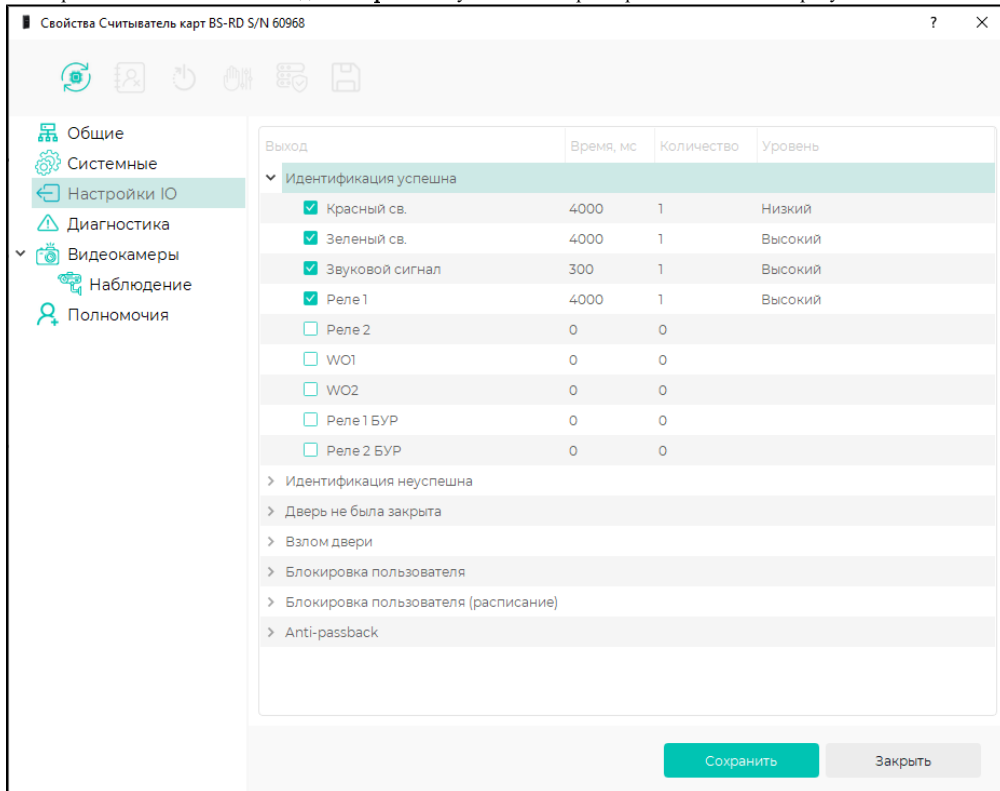 Свойства Считыватель карт BS-RD S/N 60968 ?
Общие
Системные
Настройки IO
Диагностика
Видеокамеры
Наблюдение
Полномочия
Выход Время, мс Количество Уровень
Идентификация успешна
Красный св. 4000 1 Низкий
Зеленый св. 4000 1 Высокий
Звуковой сигнал 300 1 Высокий
Реле 1 4000 1 Высокий
Реле 2 0 0
WO1 0 0
WO2 0 0
Реле 1 БУР 0 0
Реле 2 БУР 0 0
Идентификация неуспешна
Дверь не была закрыта
Взлом двери
Блокировка пользователя
Блокировка пользователя (расписание)
Anti-passback
Сохранить Закрыть